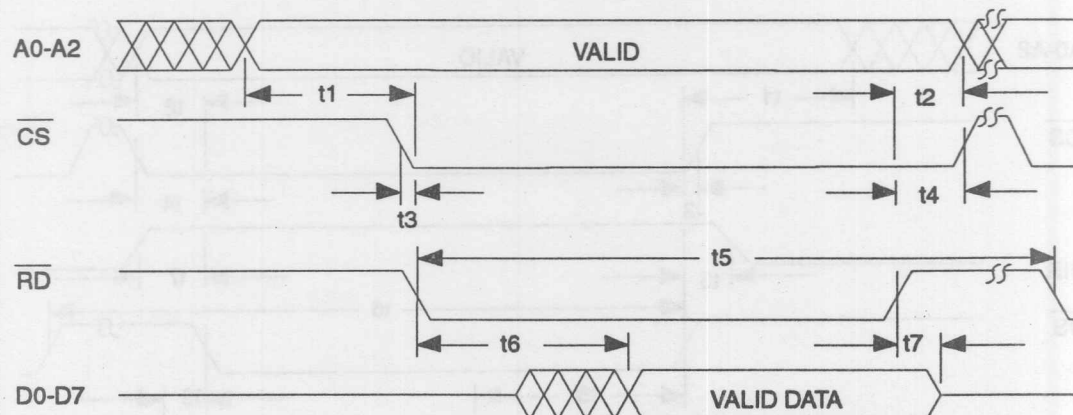 A0-A2 VALID
t1 t2
CS
t3 t4
t5
RD
t6 t7
D0-D7 VALID DATA